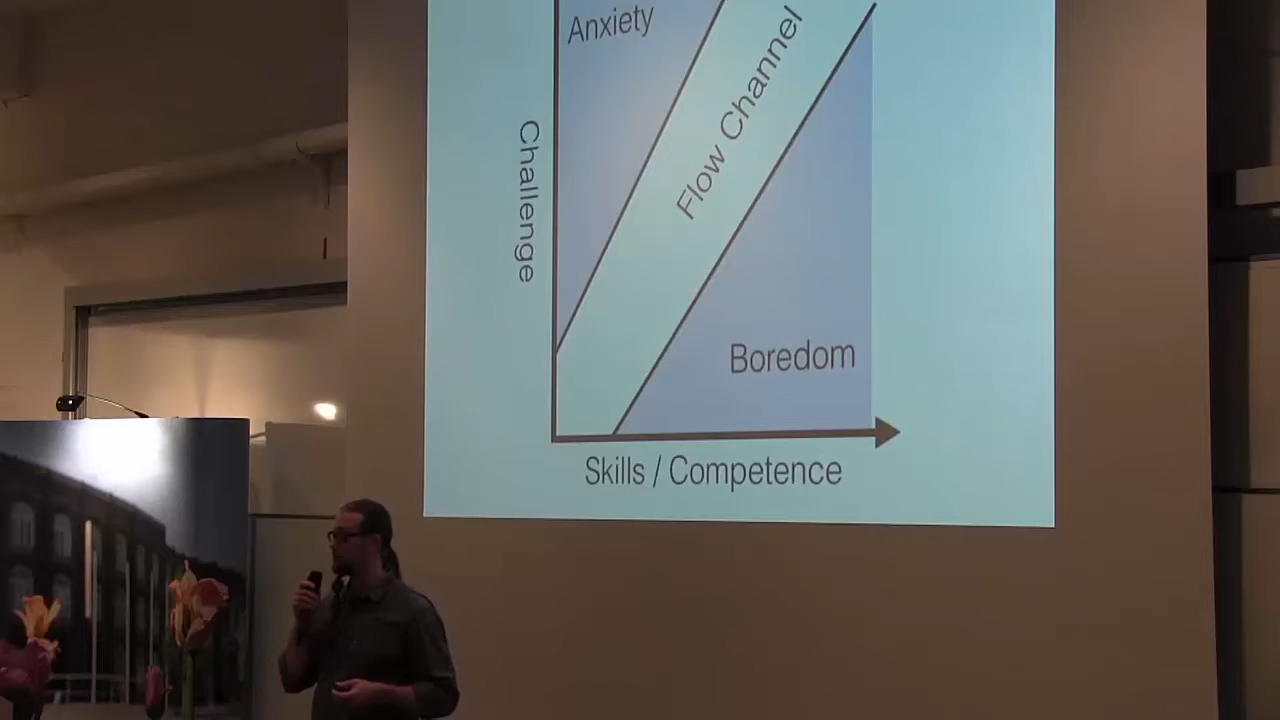 Anxiety
Flow Channel
Challenge
Boredom
Skills / Competence